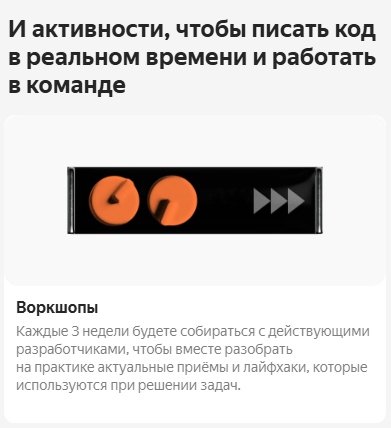 И активности, чтобы писать код
в реальном времени и работать
в команде
Воркшопы
Каждые 3 недели будете собираться с действующими
разработчиками, чтобы вместе разобрать
на практике актуальные приёмы и лайфхаки, которые
используются при решении задач.